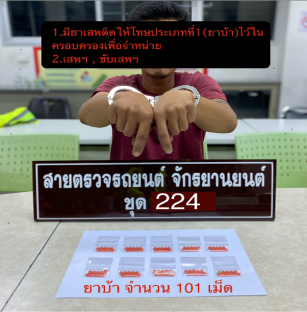 1.มียาเสพติดให้โทษประเภทที่1(ยาบ้า)ไว้ใน
ครอบครองเพื่อจำหน่าย
2.เสพฯ , ขับเสพฯ
สายตรวจรถยนต์ จักรยานยนต์
ชุด 224
ยาบ้า จำนวน 101 เม็ด